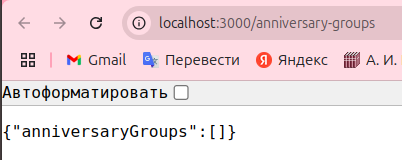 localhost:3000/anniversary-groups
Gmail Перевести Яндекс А. И.
Автоформатировать
{"anniversaryGroups":[]}